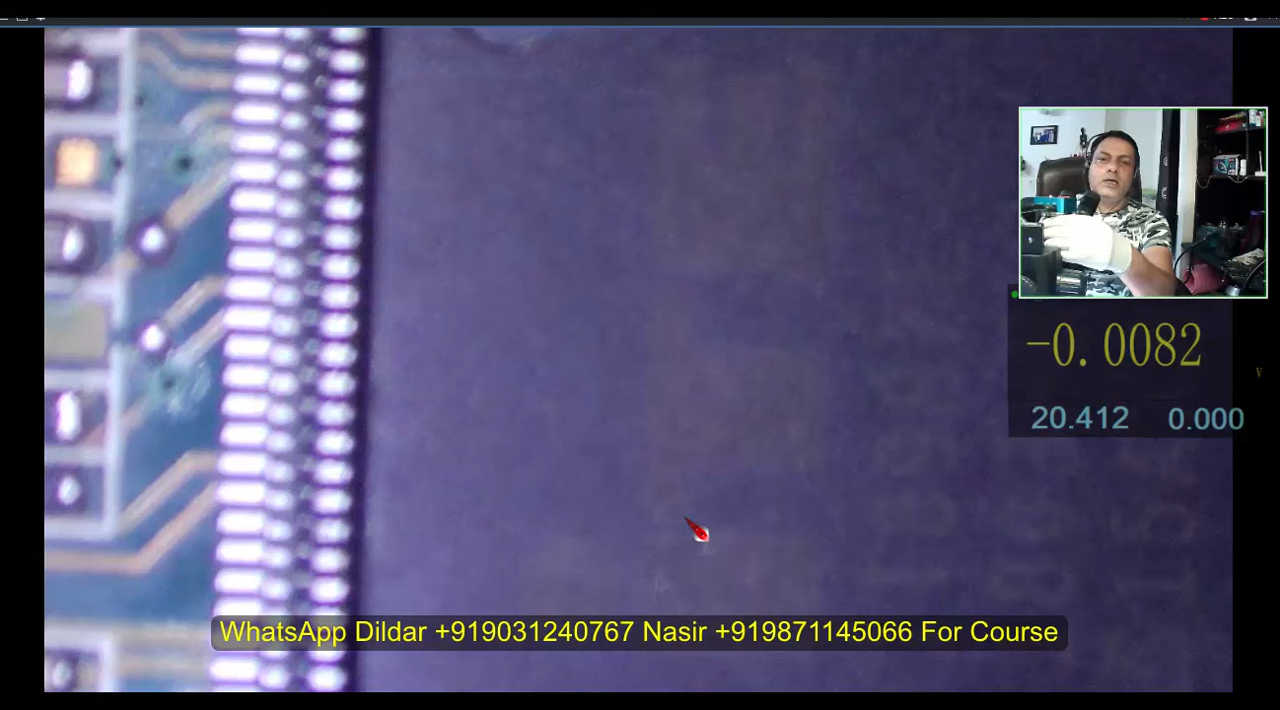 -0.0082
V
20.412 0.000
WhatsApp Dildar +919031240767 Nasir +919871145066 For Course